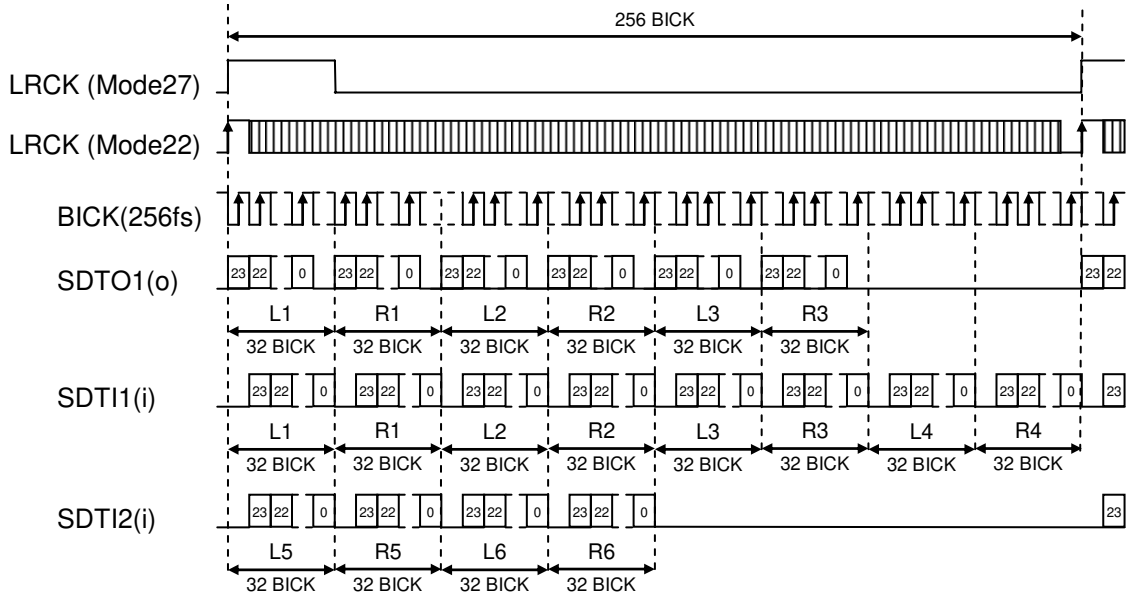 256 BICK
LRCK (Mode27)
LRCK (Mode22)
BICK(256fs)
SDTO1(o)
23 22 0 23 22 0 23 22 0 23 22 0 23 22 0 23 22 0 23 22
L1 R1 L2 R2 L3 R3
32 BICK 32 BICK 32 BICK 32 BICK 32 BICK 32 BICK
SDTI1(i)
23 22 0 23 22 0 23 22 0 23 22 0 23 22 0 23 22 0 23 22 0 23 22 0 23
L1 R1 L2 R2 L3 R3 L4 R4
32 BICK 32 BICK 32 BICK 32 BICK 32 BICK 32 BICK 32 BICK 32 BICK
SDTI2(i)
23 22 0 23 22 0 23 22 0 23 22 0 23
L5 R5 L6 R6
32 BICK 32 BICK 32 BICK 32 BICK